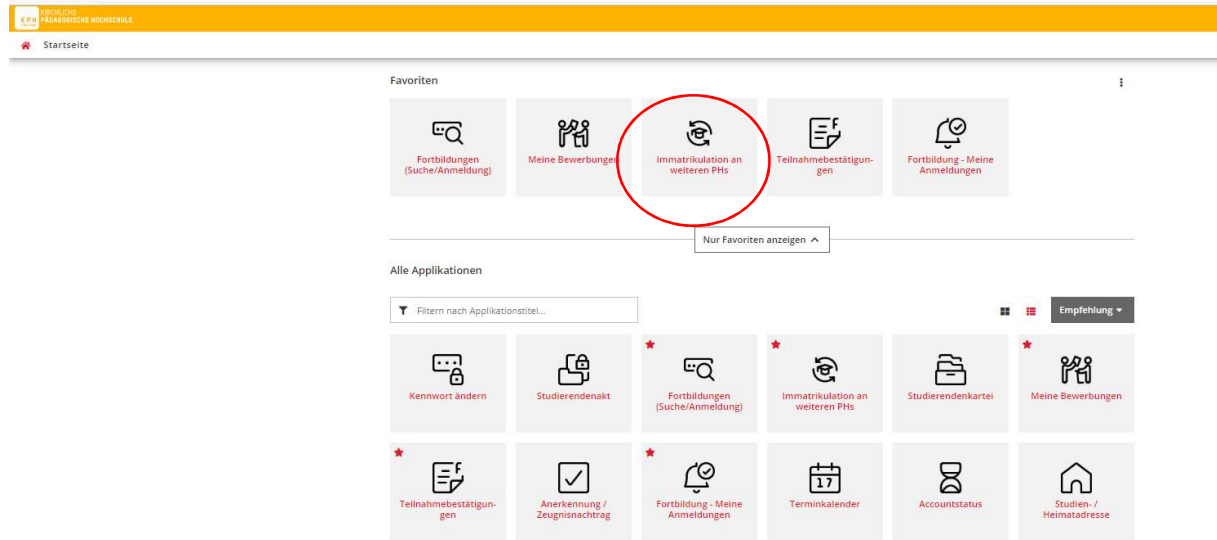 KPH
KIRCHLICHE
PÄDAGOGISCHE HOCHSCHULE
Startseite
Favoriten
Fortbildungen
(Suche/Anmeldung)
Meine Bewerbungen
Immatrikulation an
weiteren PHs
Teilnahmebestätigun-
gen
Fortbildung - Meine
Anmeldungen
Nur Favoriten anzeigen
Alle Applikationen
Filtern nach Applikationstitel...
Empfehlung
Kennwort ändern
Studierendenakt
Fortbildungen
(Suche/Anmeldung)
Immatrikulation an
weiteren PHs
Studierendenkartei
Meine Bewerbungen
Teilnahmebestätigun-
gen
Anerkennung /
Zeugnisnachtrag
Fortbildung - Meine
Anmeldungen
17
Terminkalender
Accountstatus
Studien- /
Heimatadresse